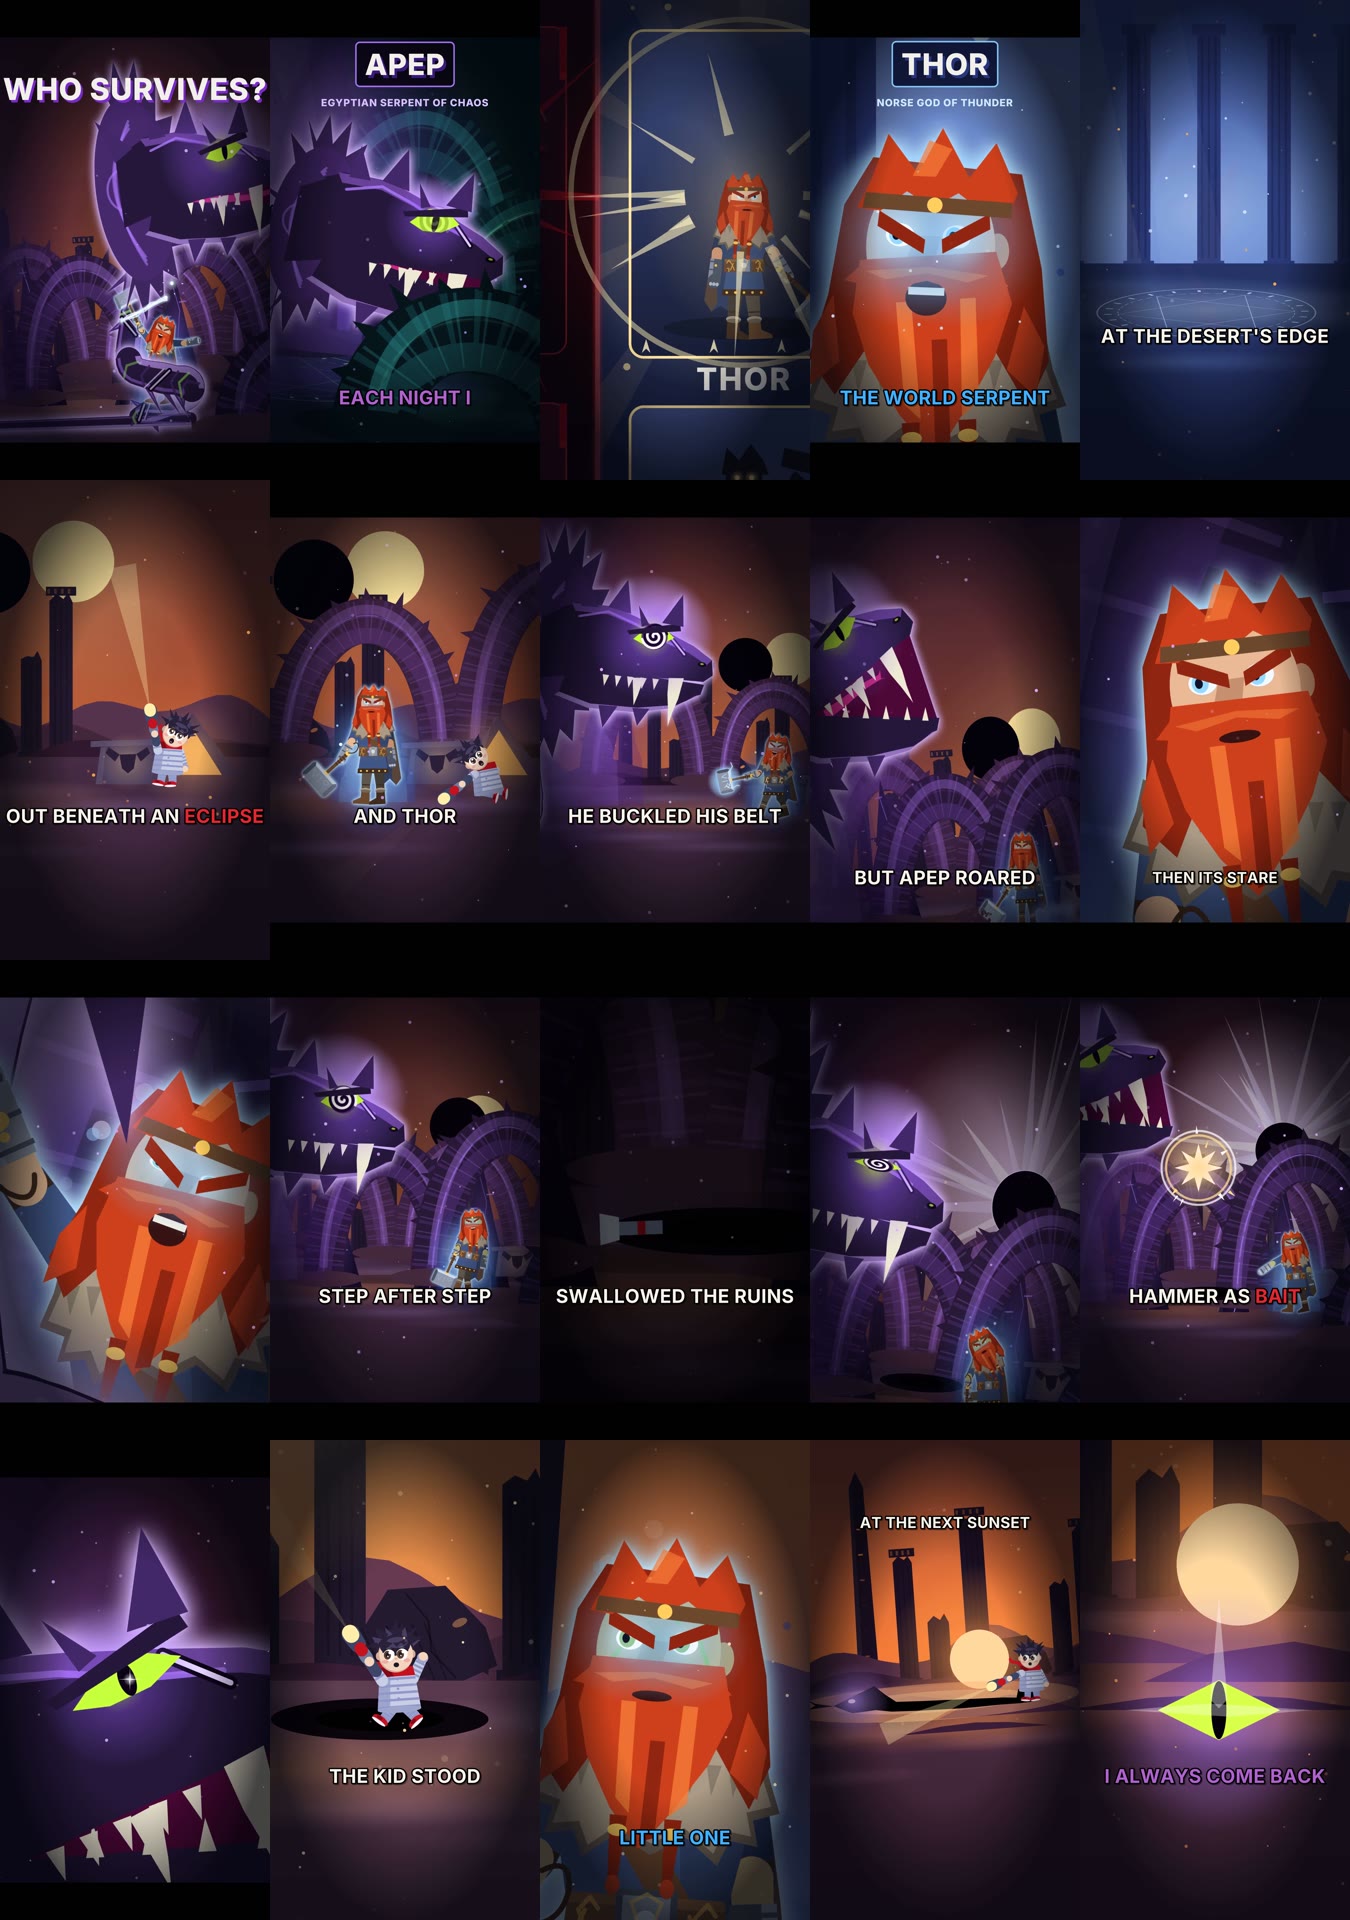 WHO SURVIVES?
APEP
EGYPTIAN SERPENT OF CHAOS
EACH NIGHT I
THOR
THOR
NORSE GOD OF THUNDER
THE WORLD SERPENT
AT THE DESERT'S EDGE
OUT BENEATH AN ECLIPSE
AND THOR
HE BUCKLED HIS BELT
BUT APEP ROARED
THEN ITS STARE
STEP AFTER STEP
SWALLOWED THE RUINS
HAMMER AS BAIT
THE KID STOOD
LITTLE ONE
AT THE NEXT SUNSET
I ALWAYS COME BACK